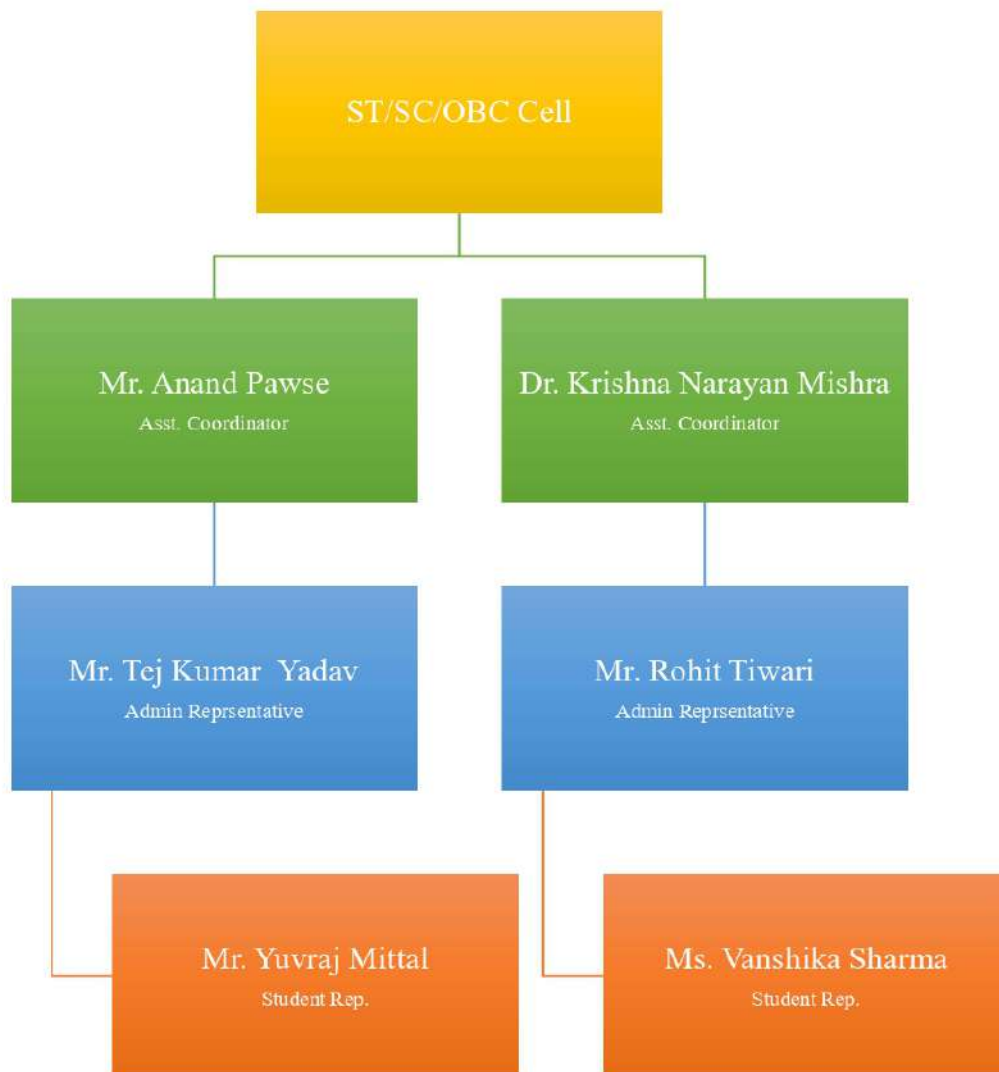 ST/SC/OBC Cell
Mr. Anand Pawse
Asst. Coordinator
Dr. Krishna Narayan Mishra
Asst. Coordinator
Mr. Tej Kumar  Yadav
Admin Reprsentative
Mr. Rohit Tiwari
Admin Reprsentative
Mr. Yuvraj Mittal
Student Rep.
Ms. Vanshika Sharma
Student Rep.